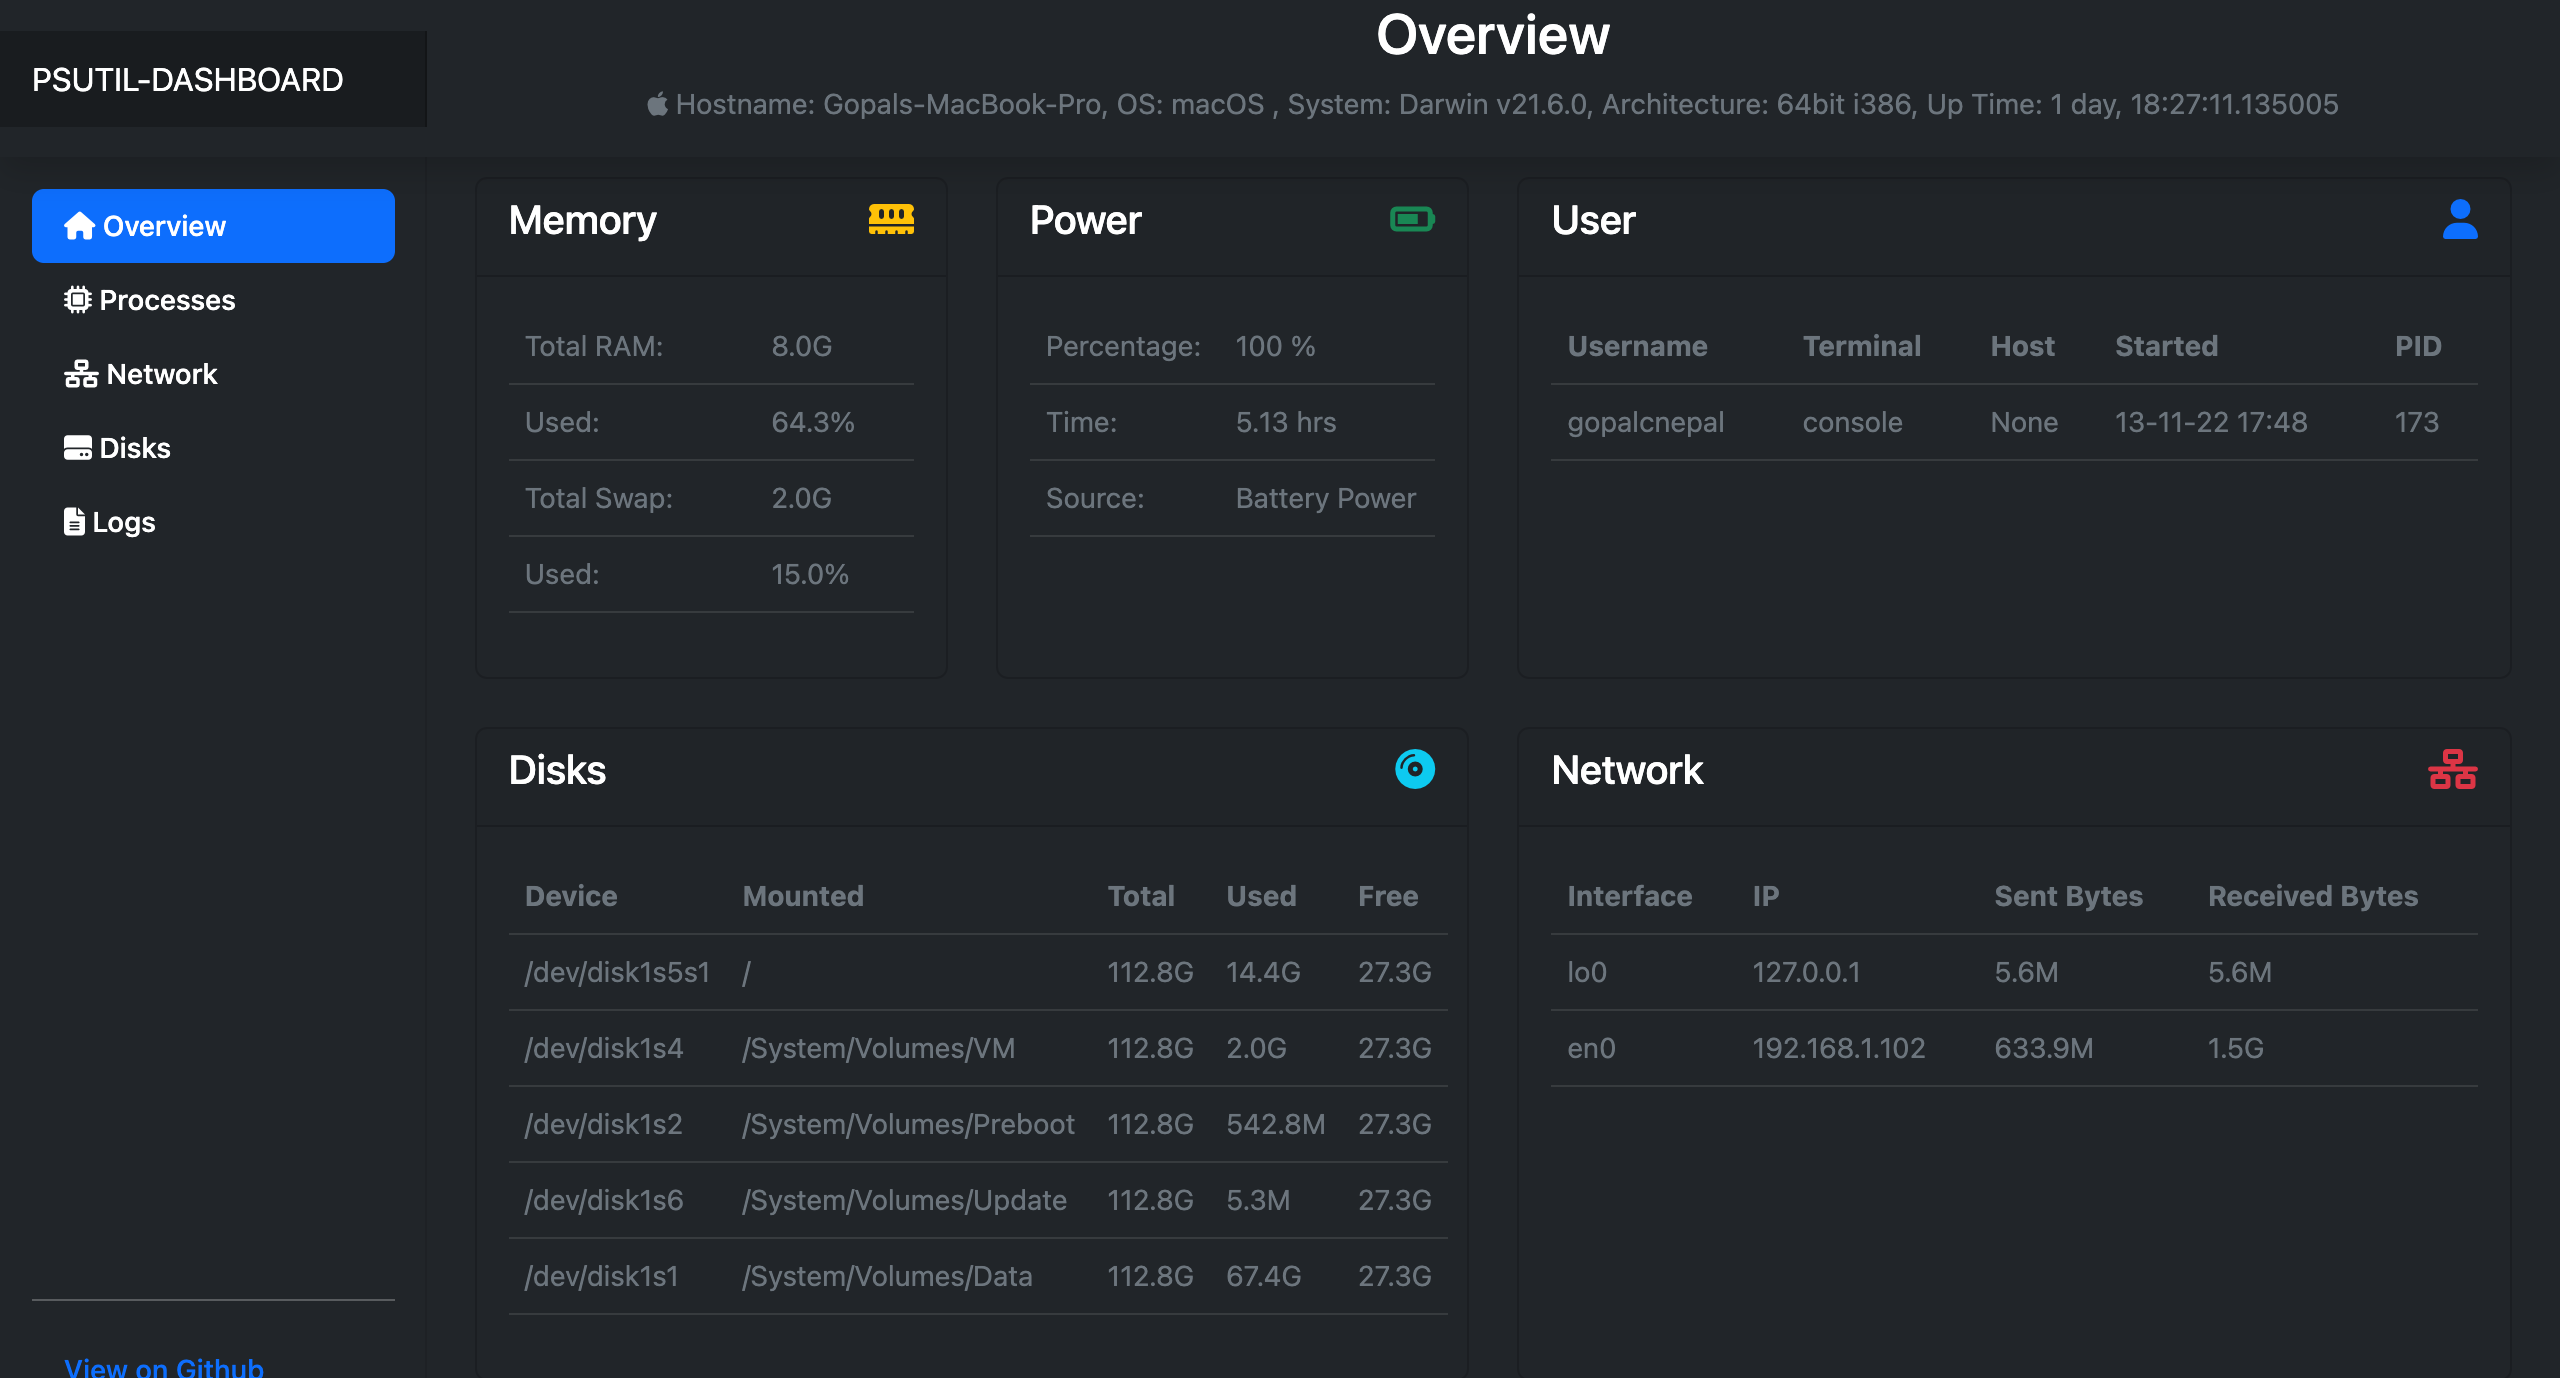 PSUTIL-DASHBOARD
Overview
Processes
Network
Disks
Logs
View on Github
Overview
Hostname: Gopals-MacBook-Pro, OS: macOS , System: Darwin v21.6.0, Architecture: 64bit i386, Up Time: 1 day, 18:27:11.135005
Memory
Total RAM: 8.0G
Used: 64.3%
Total Swap: 2.0G
Used: 15.0%
Power
Percentage: 100 %
Time: 5.13 hrs
Source: Battery Power
User
Username Terminal Host Started PID
gopalcnepal console None 13-11-22 17:48 173
Disks
Device Mounted Total Used Free
/dev/disk1s5s1 / 112.8G 14.4G 27.3G
/dev/disk1s4 /System/Volumes/VM 112.8G 2.0G 27.3G
/dev/disk1s2 /System/Volumes/Preboot 112.8G 542.8M 27.3G
/dev/disk1s6 /System/Volumes/Update 112.8G 5.3M 27.3G
/dev/disk1s1 /System/Volumes/Data 112.8G 67.4G 27.3G
Network
Interface IP Sent Bytes Received Bytes
lo0 127.0.0.1 5.6M 5.6M
en0 192.168.1.102 633.9M 1.5G